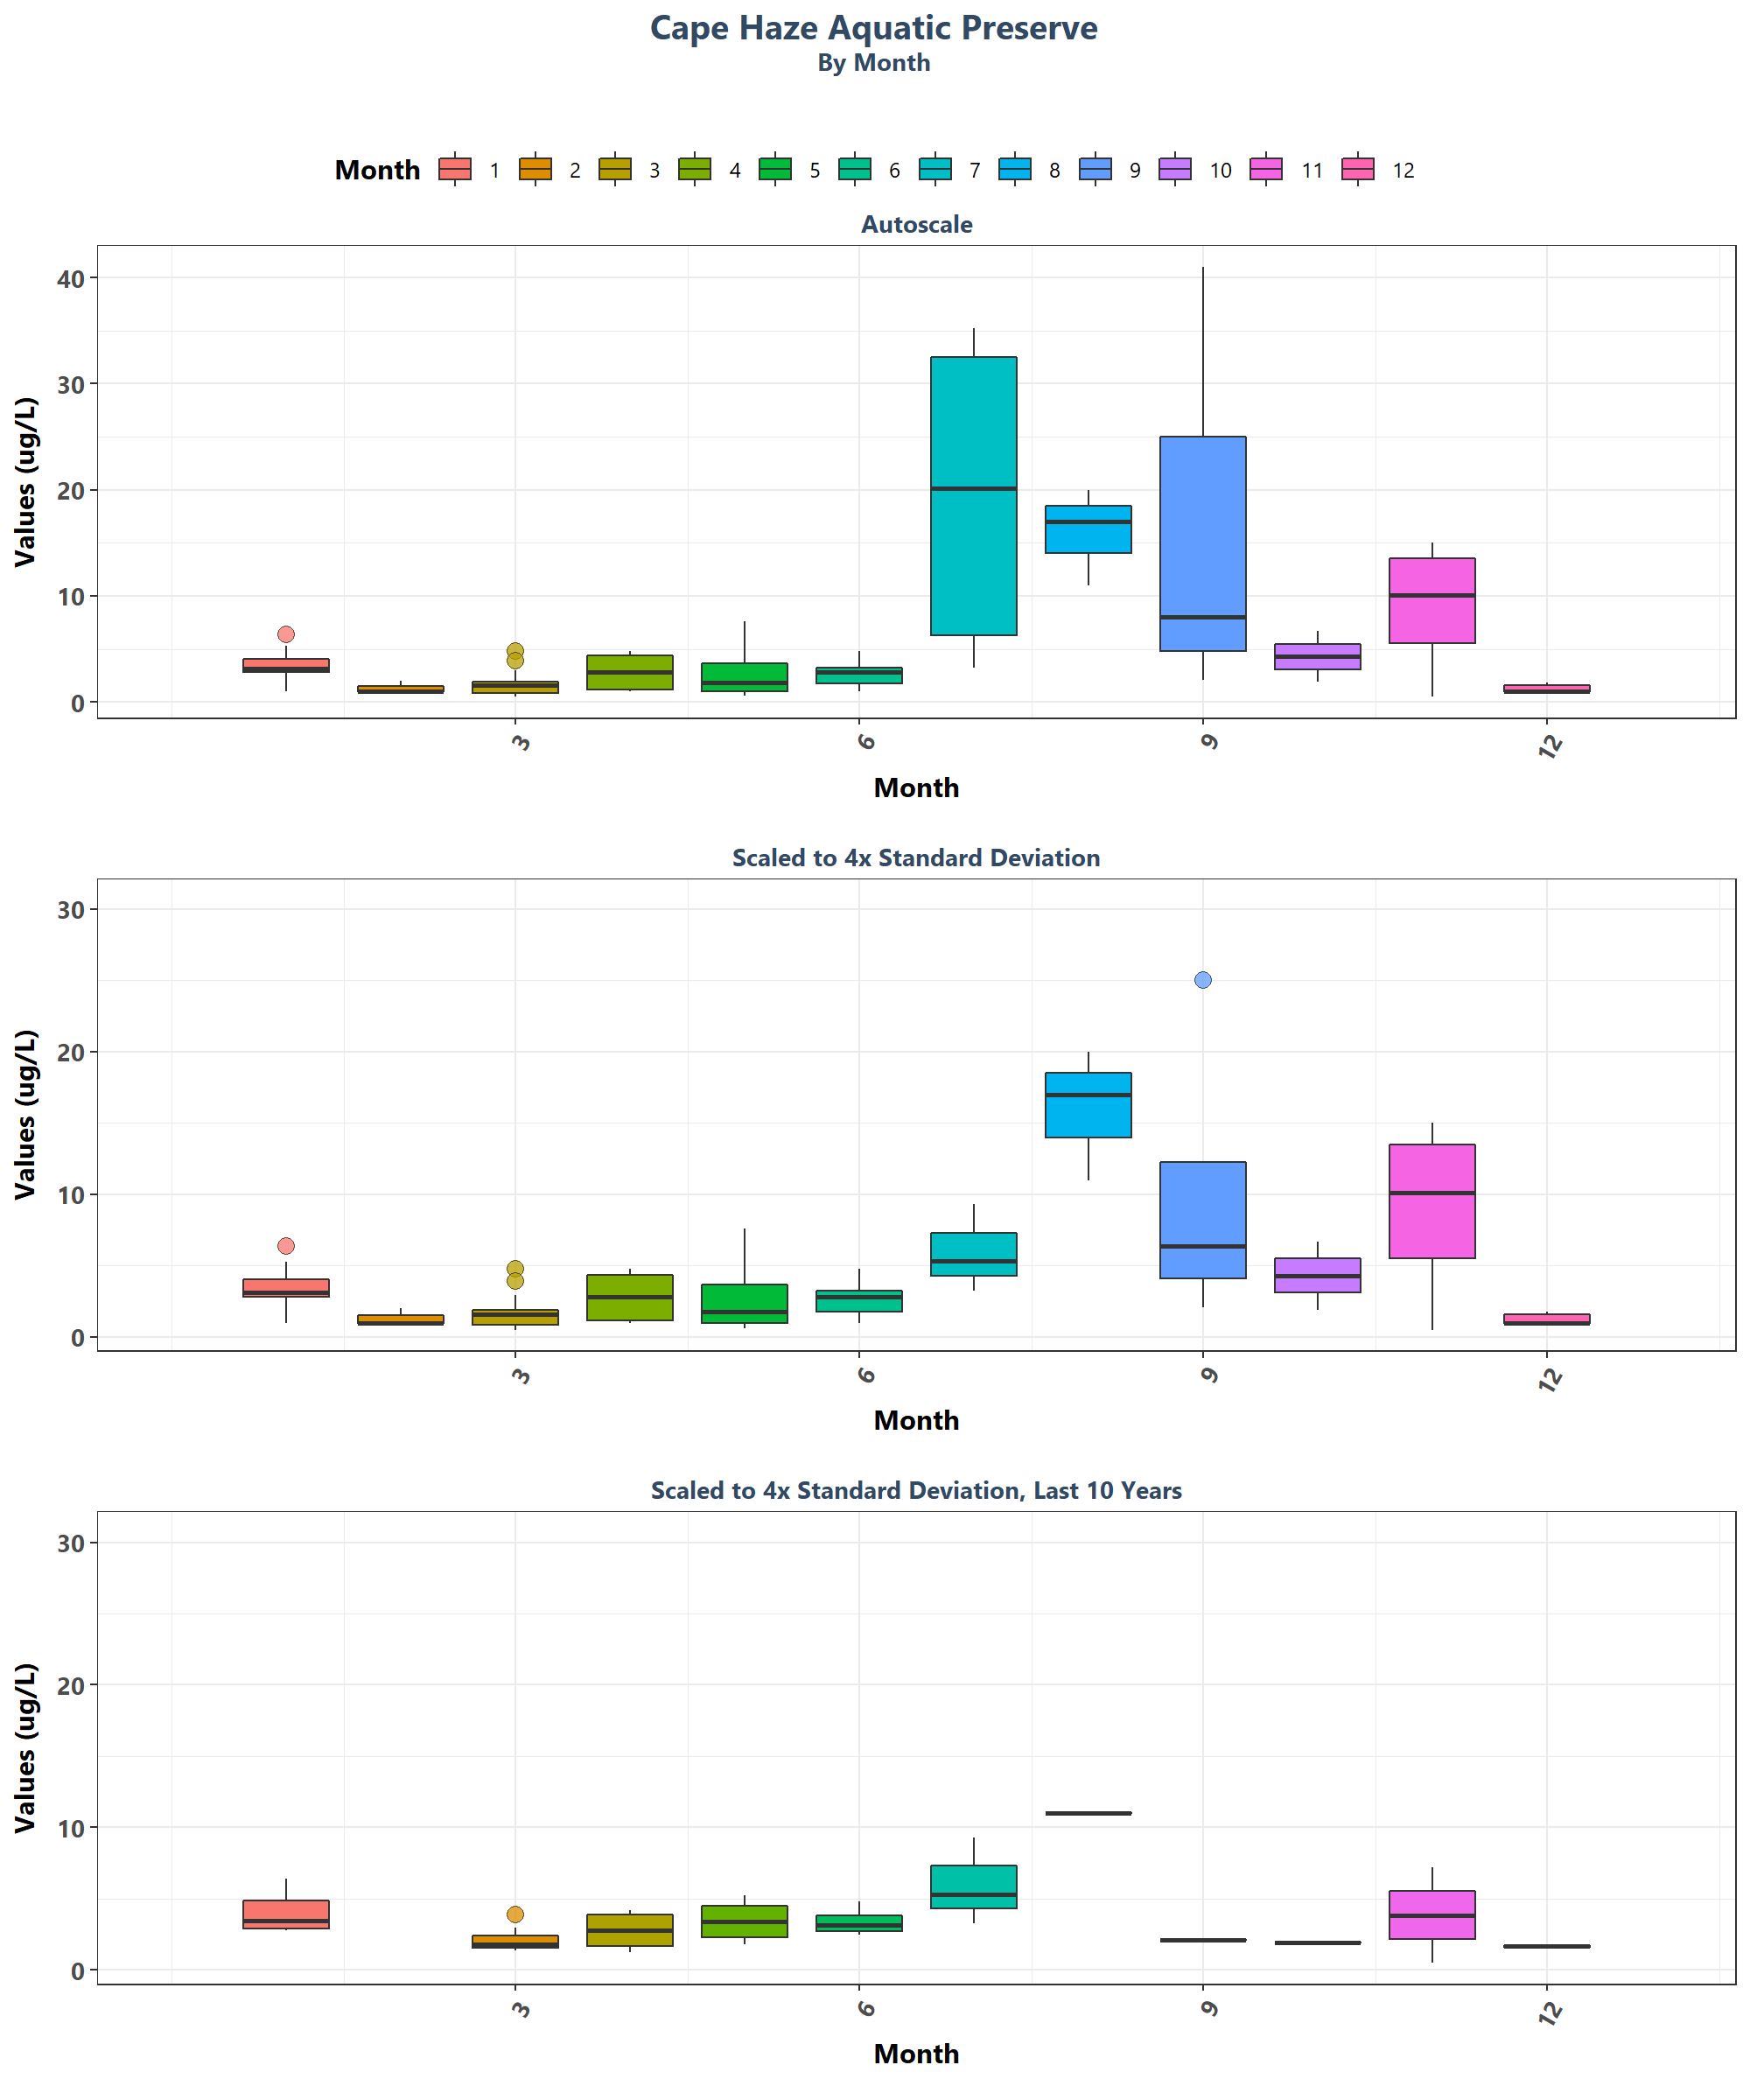 Cape Haze Aquatic Preserve
By Month
Month 1 2 3 4 5 6 7 8 9 10 11 12
Autoscale
Values (ug/L)
40
30
20
10
0
3 6 9 12
Month
Scaled to 4x Standard Deviation
Values (ug/L)
30
20
10
0
3 6 9 12
Month
Scaled to 4x Standard Deviation, Last 10 Years
Values (ug/L)
30
20
10
0
3 6 9 12
Month